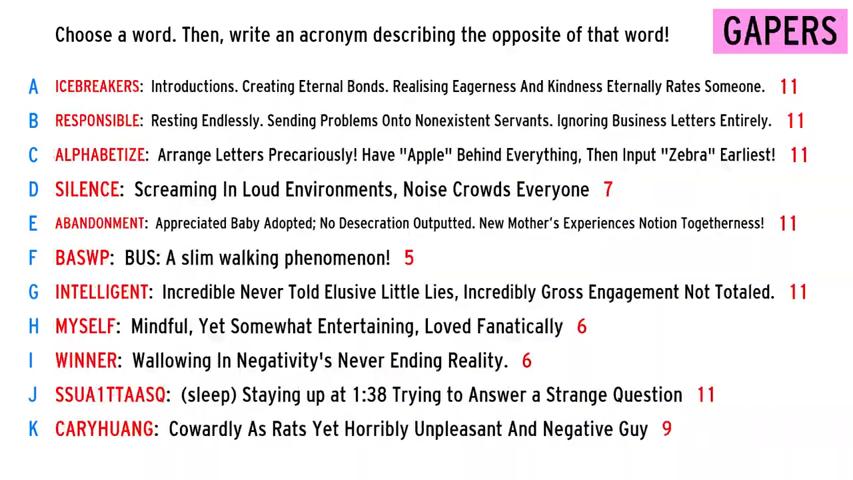 Choose a word. Then, write an acronym describing the opposite of that word!
GAPERS
A ICEBREAKERS: Introductions. Creating Eternal Bonds. Realising Eagerness And Kindness Eternally Rates Someone. 11
B RESPONSIBLE: Resting Endlessly. Sending Problems Onto Nonexistent Servants. Ignoring Business Letters Entirely. 11
C ALPHABETIZE: Arrange Letters Precariously! Have "Apple" Behind Everything, Then Input "Zebra" Earliest! 11
D SILENCE: Screaming In Loud Environments, Noise Crowds Everyone 7
E ABANDONMENT: Appreciated Baby Adopted; No Desecration Outputted. New Mother's Experiences Notion Togetherness! 11
F BASWP: BUS: A slim walking phenomenon! 5
G INTELLIGENT: Incredible Never Told Elusive Little Lies, Incredibly Gross Engagement Not Totaled. 11
H MYSELF: Mindful, Yet Somewhat Entertaining, Loved Fanatically 6
I WINNER: Wallowing In Negativity's Never Ending Reality. 6
J SSUA1TTAASQ: (sleep) Staying up at 1:38 Trying to Answer a Strange Question 11
K CARYHUANG: Cowardly As Rats Yet Horribly Unpleasant And Negative Guy 9